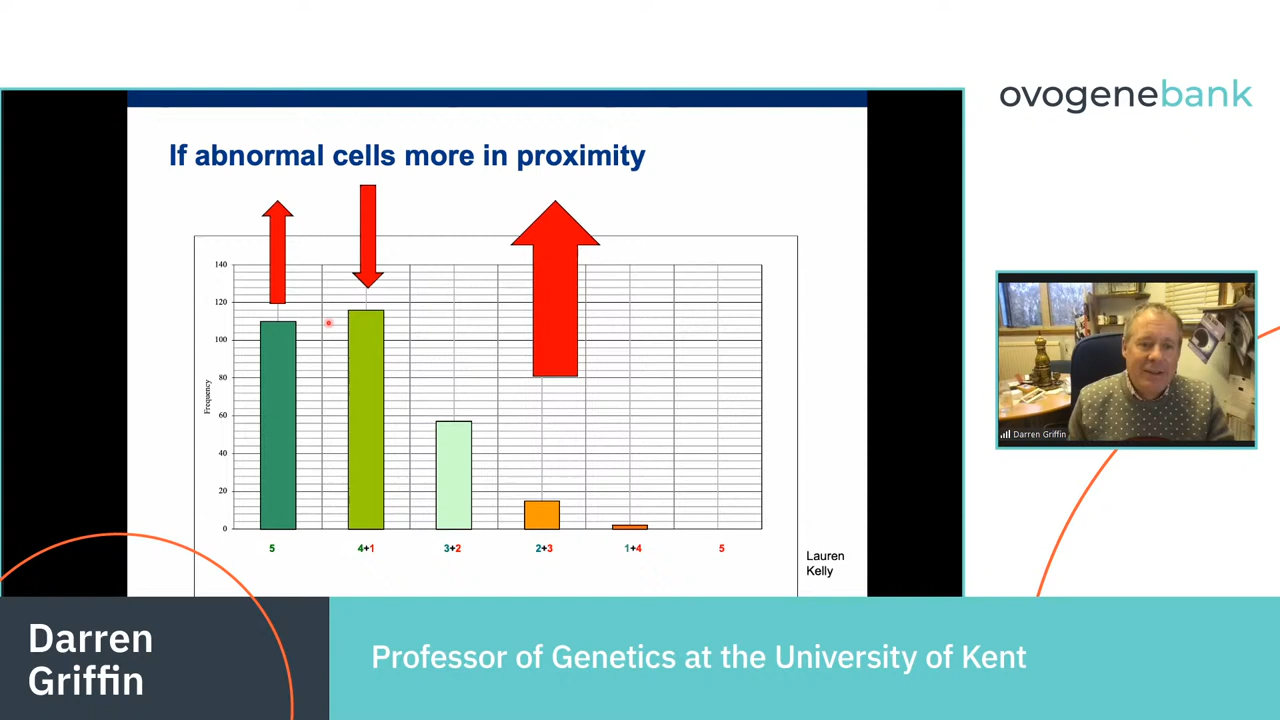 ovogenebank
If abnormal cells more in proximity
140
120
100
80
60
40
20
0
Frequency
5
4+1
3+2
2+3
1+4
5
Lauren
Kelly
Darren Griffin
Darren
Griffin
Professor of Genetics at the University of Kent